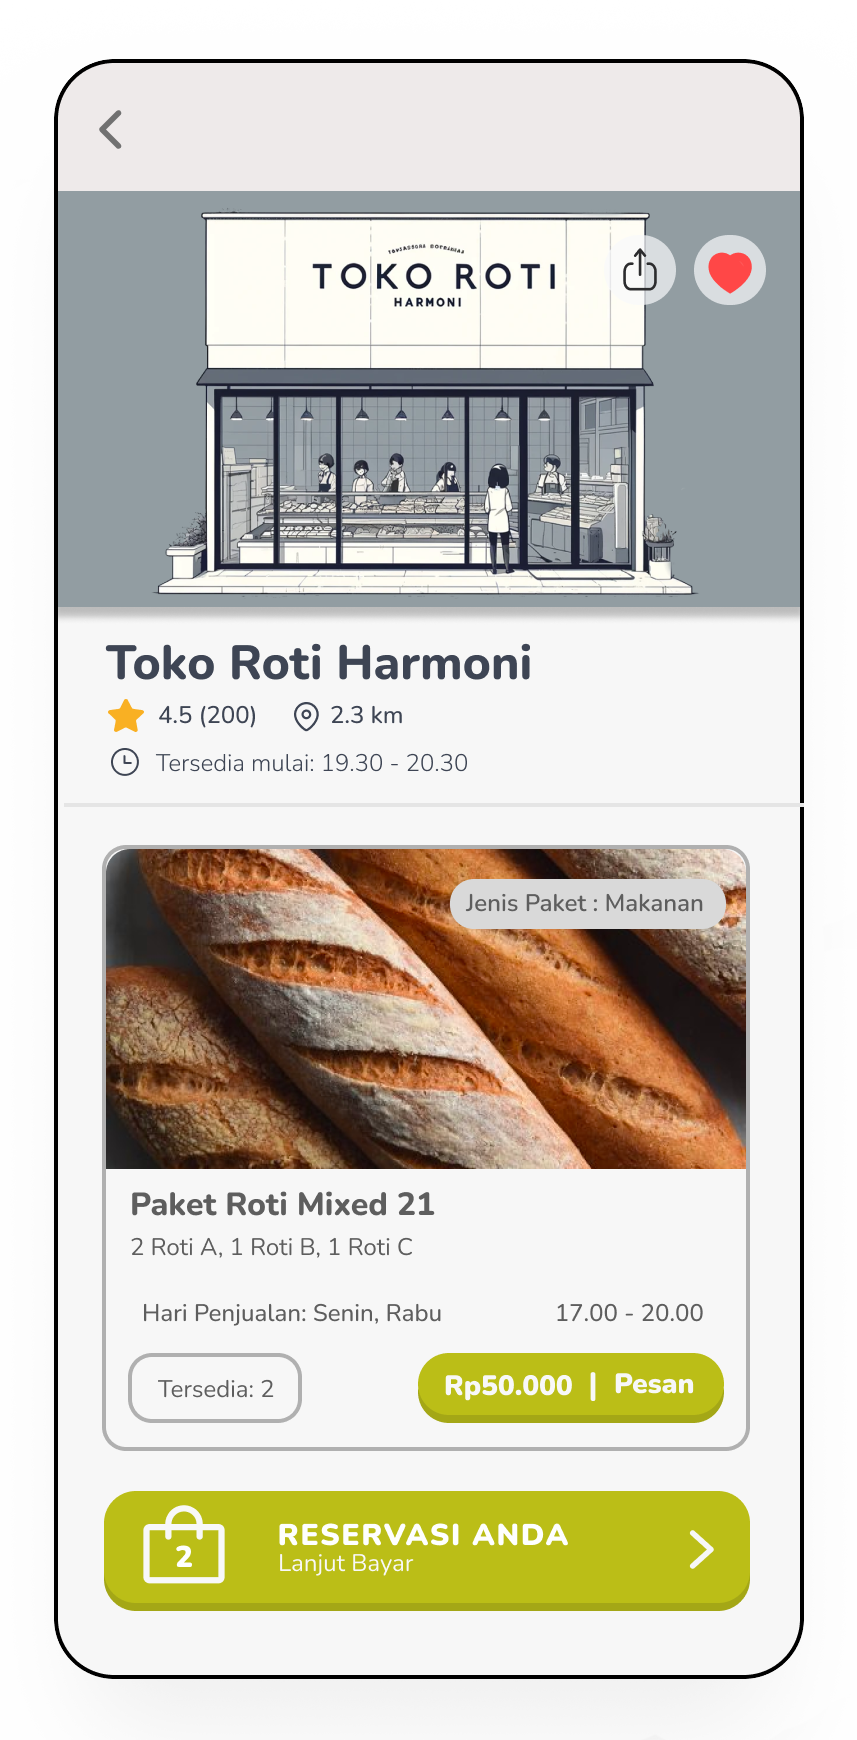 TOKO ROTI
HARMONI
Toko Roti Harmoni
4.5 (200) 2.3 km
Tersedia mulai: 19.30 - 20.30
Jenis Paket : Makanan
Paket Roti Mixed 21
2 Roti A, 1 Roti B, 1 Roti C
Hari Penjualan: Senin, Rabu 17.00 - 20.00
Tersedia: 2 Rp50.000 | Pesan
2 RESERVASI ANDA
Lanjut Bayar